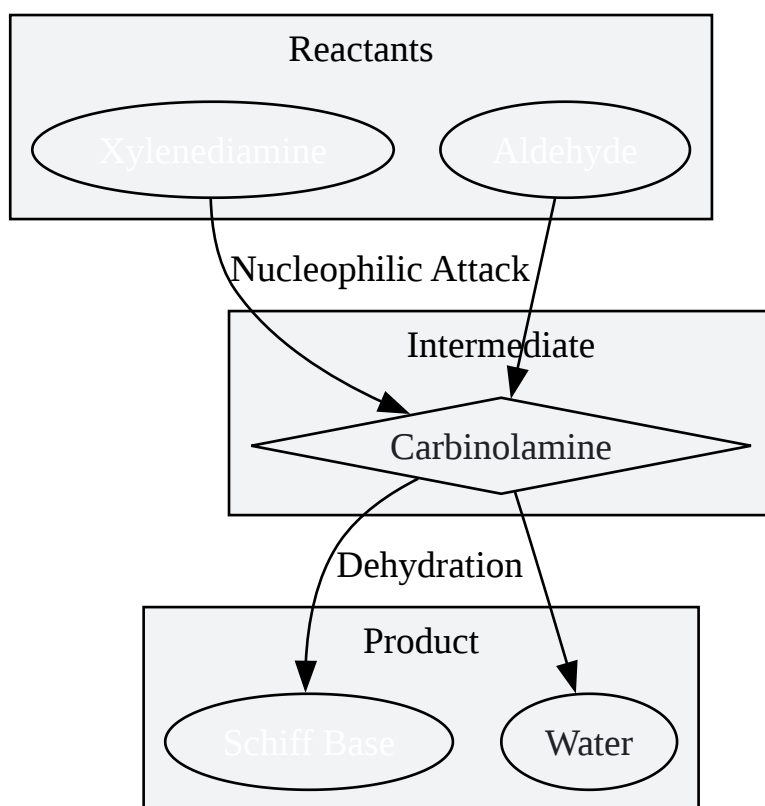 Reactants
Xylenediamine
Aldehyde
Nucleophilic Attack
Intermediate
Carbinolamine
Dehydration
Product
Schiff Base
Water